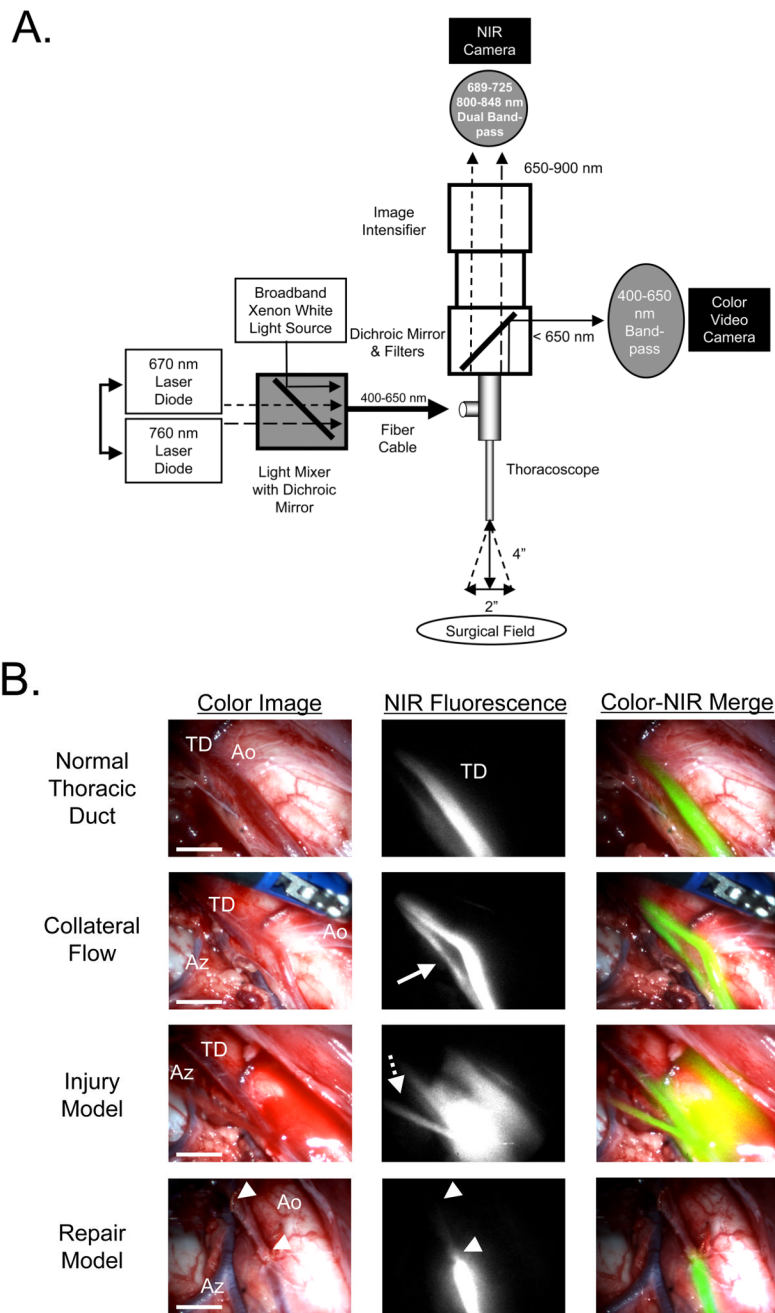 A.
NIR
Camera
689-725
800-848 nm
Dual Band-
pass
650-900 nm
Image
Intensifier
Broadband
Xenon White
Light Source
Dichroic Mirror
& Filters
< 650 nm
400-650
nm
Band-
pass
Color
Video
Camera
670 nm
Laser
Diode
760 nm
Laser
Diode
400-650 nm
Fiber
Cable
Light Mixer
with Dichroic
Mirror
Thoracoscope
4”
2”
Surgical Field
B.
Color Image
NIR Fluorescence
Color-NIR Merge
Normal
Thoracic
Duct
TD
Ao
TD
Collateral
Flow
TD
Ao
Az
Injury
Model
TD
Az
Repair
Model
Ao
Az